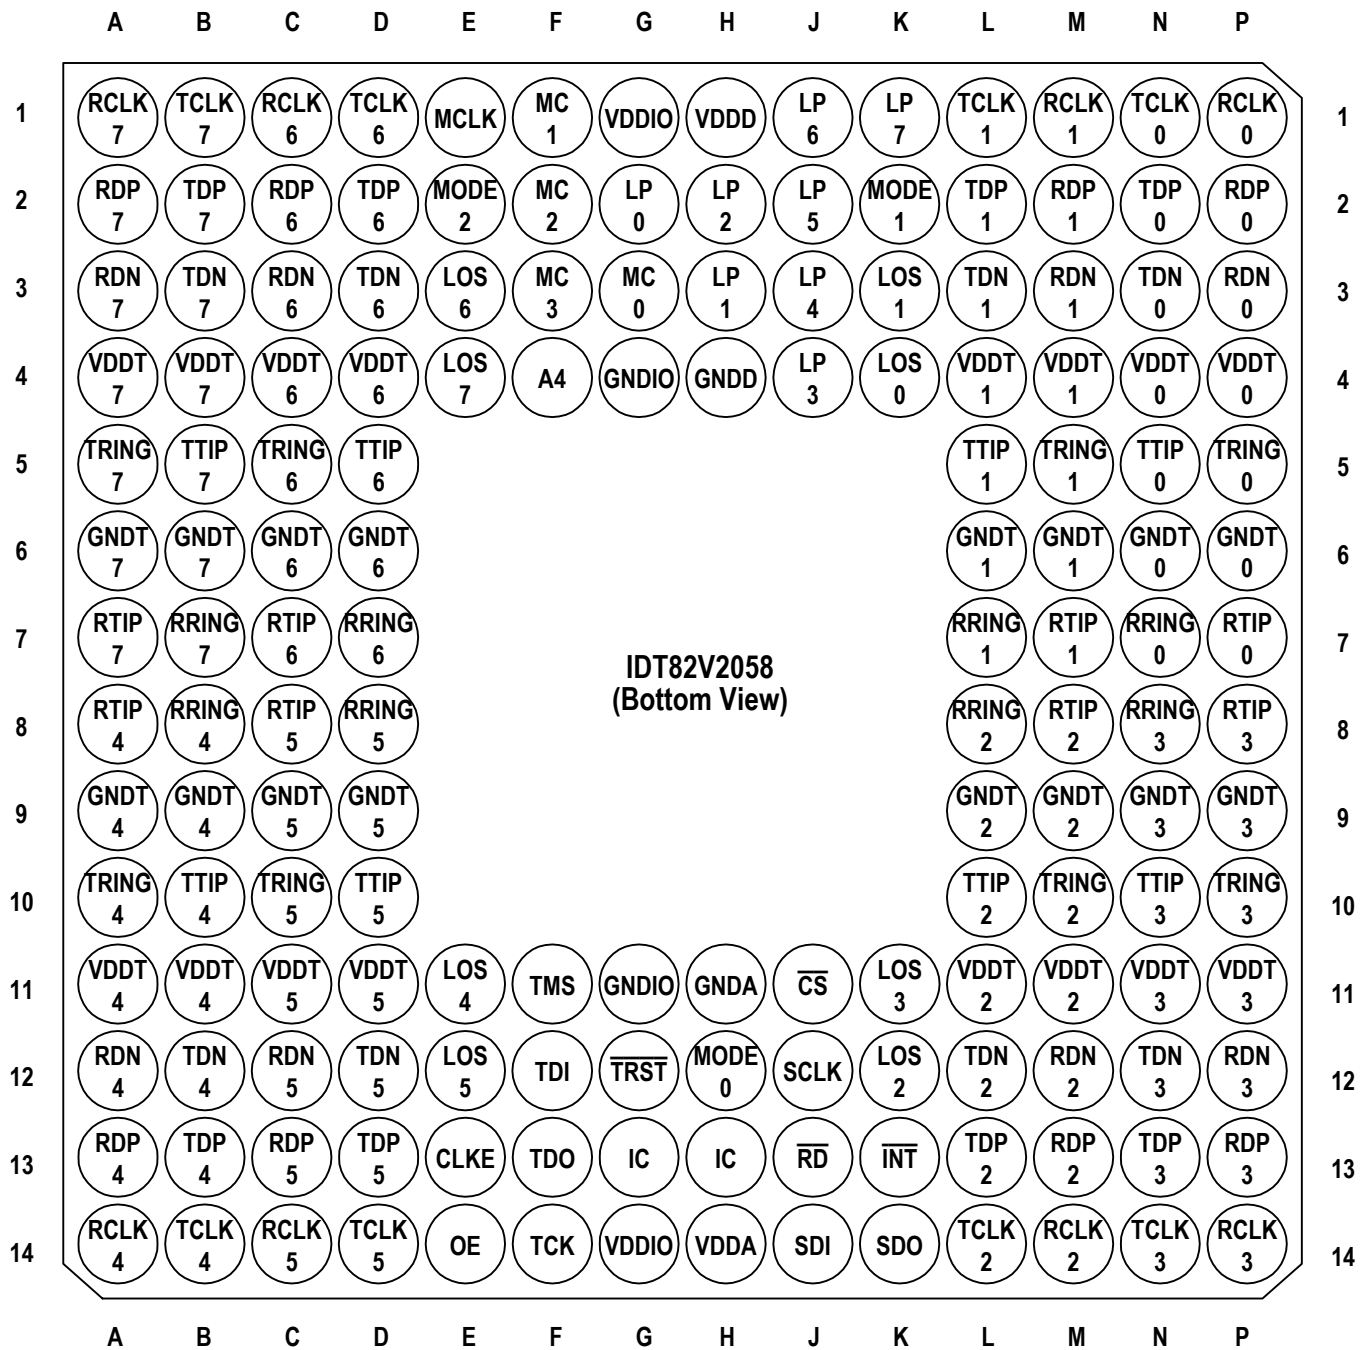 A B C D E F G H J K L M N P
1 RCLK 7 TCLK 7 RCLK 6 TCLK 6 MCLK MC 1 VDDIO VDDD LP 6 LP 7 TCLK 1 RCLK 1 TCLK 0 RCLK 0 1
2 RDP 7 TDP 7 RDP 6 TDP 6 MODE 2 MC 2 LP 0 LP 2 LP 5 MODE 1 TDP 1 RDP 1 TDP 0 RDP 0 2
3 RDN 7 TDN 7 RDN 6 TDN 6 LOS 6 MC 3 MC 0 LP 1 LP 4 LOS 1 TDN 1 RDN 1 TDN 0 RDN 0 3
4 VDDT 7 VDDT 7 VDDT 6 VDDT 6 LOS 7 A4 GNDIO GNDD LP 3 LOS 0 VDDT 1 VDDT 1 VDDT 0 VDDT 0 4
5 TRING 7 TTIP 7 TRING 6 TTIP 6 TTIP 1 TRING 1 TTIP 0 TRING 0 5
6 GNDT 7 GNDT 7 GNDT 6 GNDT 6 GNDT 1 GNDT 1 GNDT 0 GNDT 0 6
7 RTIP 7 RRING 7 RTIP 6 RRING 6 RRING 1 RTIP 1 RRING 0 RTIP 0 7
IDT82V2058
(Bottom View)
8 RTIP 4 RRING 4 RTIP 5 RRING 5 RRING 2 RTIP 2 RRING 3 RTIP 3 8
9 GNDT 4 GNDT 4 GNDT 5 GNDT 5 GNDT 2 GNDT 2 GNDT 3 GNDT 3 9
10 TRING 4 TTIP 4 TRING 5 TTIP 5 TTIP 2 TRING 2 TTIP 3 TRING 3 10
11 VDDT 4 VDDT 4 VDDT 5 VDDT 5 LOS 4 TMS GNDIO GNDA C̅S̅ LOS 3 VDDT 2 VDDT 2 VDDT 3 VDDT 3 11
12 RDN 4 TDN 4 RDN 5 TDN 5 LOS 5 TDI T̅R̅S̅T̅ MODE 0 SCLK LOS 2 TDN 2 RDN 2 TDN 3 RDN 3 12
13 RDP 4 TDP 4 RDP 5 TDP 5 CLKE TDO IC IC R̅D̅ I̅N̅T̅ TDP 2 RDP 2 TDP 3 RDP 3 13
14 RCLK 4 TCLK 4 RCLK 5 TCLK 5 OE TCK VDDIO VDDA SDI SDO TCLK 2 RCLK 2 TCLK 3 RCLK 3 14
A B C D E F G H J K L M N P